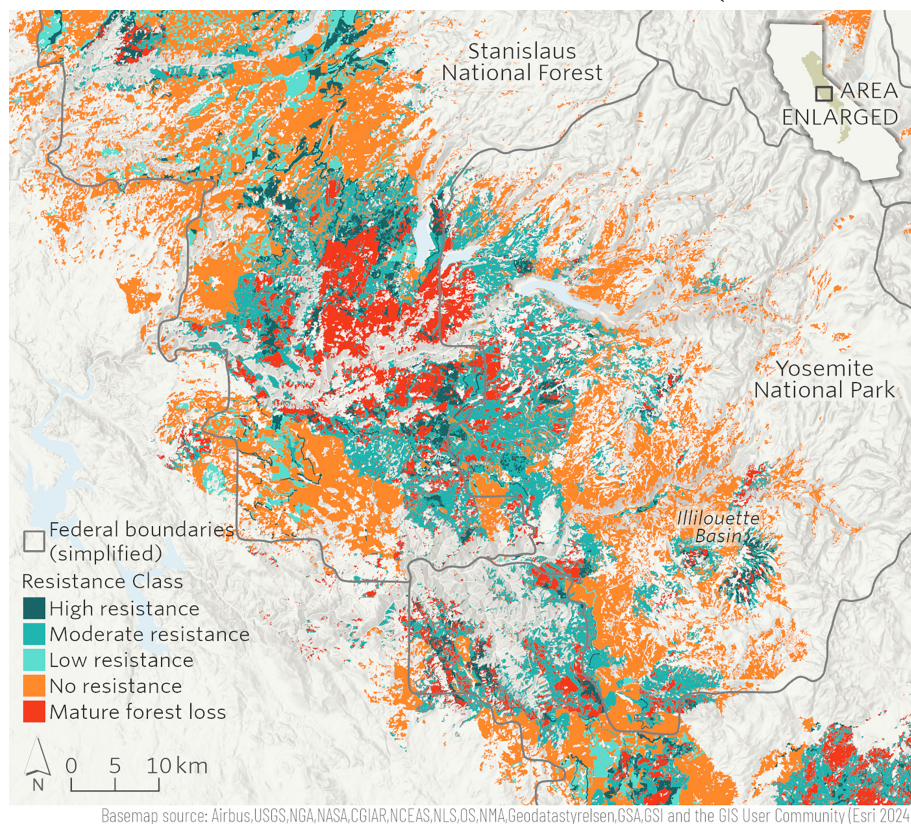 Stanislaus
National Forest
AREA
ENLARGED
Yosemite
National Park
Illilouette
Basin
Federal boundaries
(simplified)
Resistance Class
High resistance
Moderate resistance
Low resistance
No resistance
Mature forest loss
N
0 5 10 km
Basemap source: Airbus,USGS,NGA,NASA,CGIAR,NCEAS,NLS,OS,NMA,Geodatastyrelsen,GSA,GSI and the GIS User Community (Esri 2024